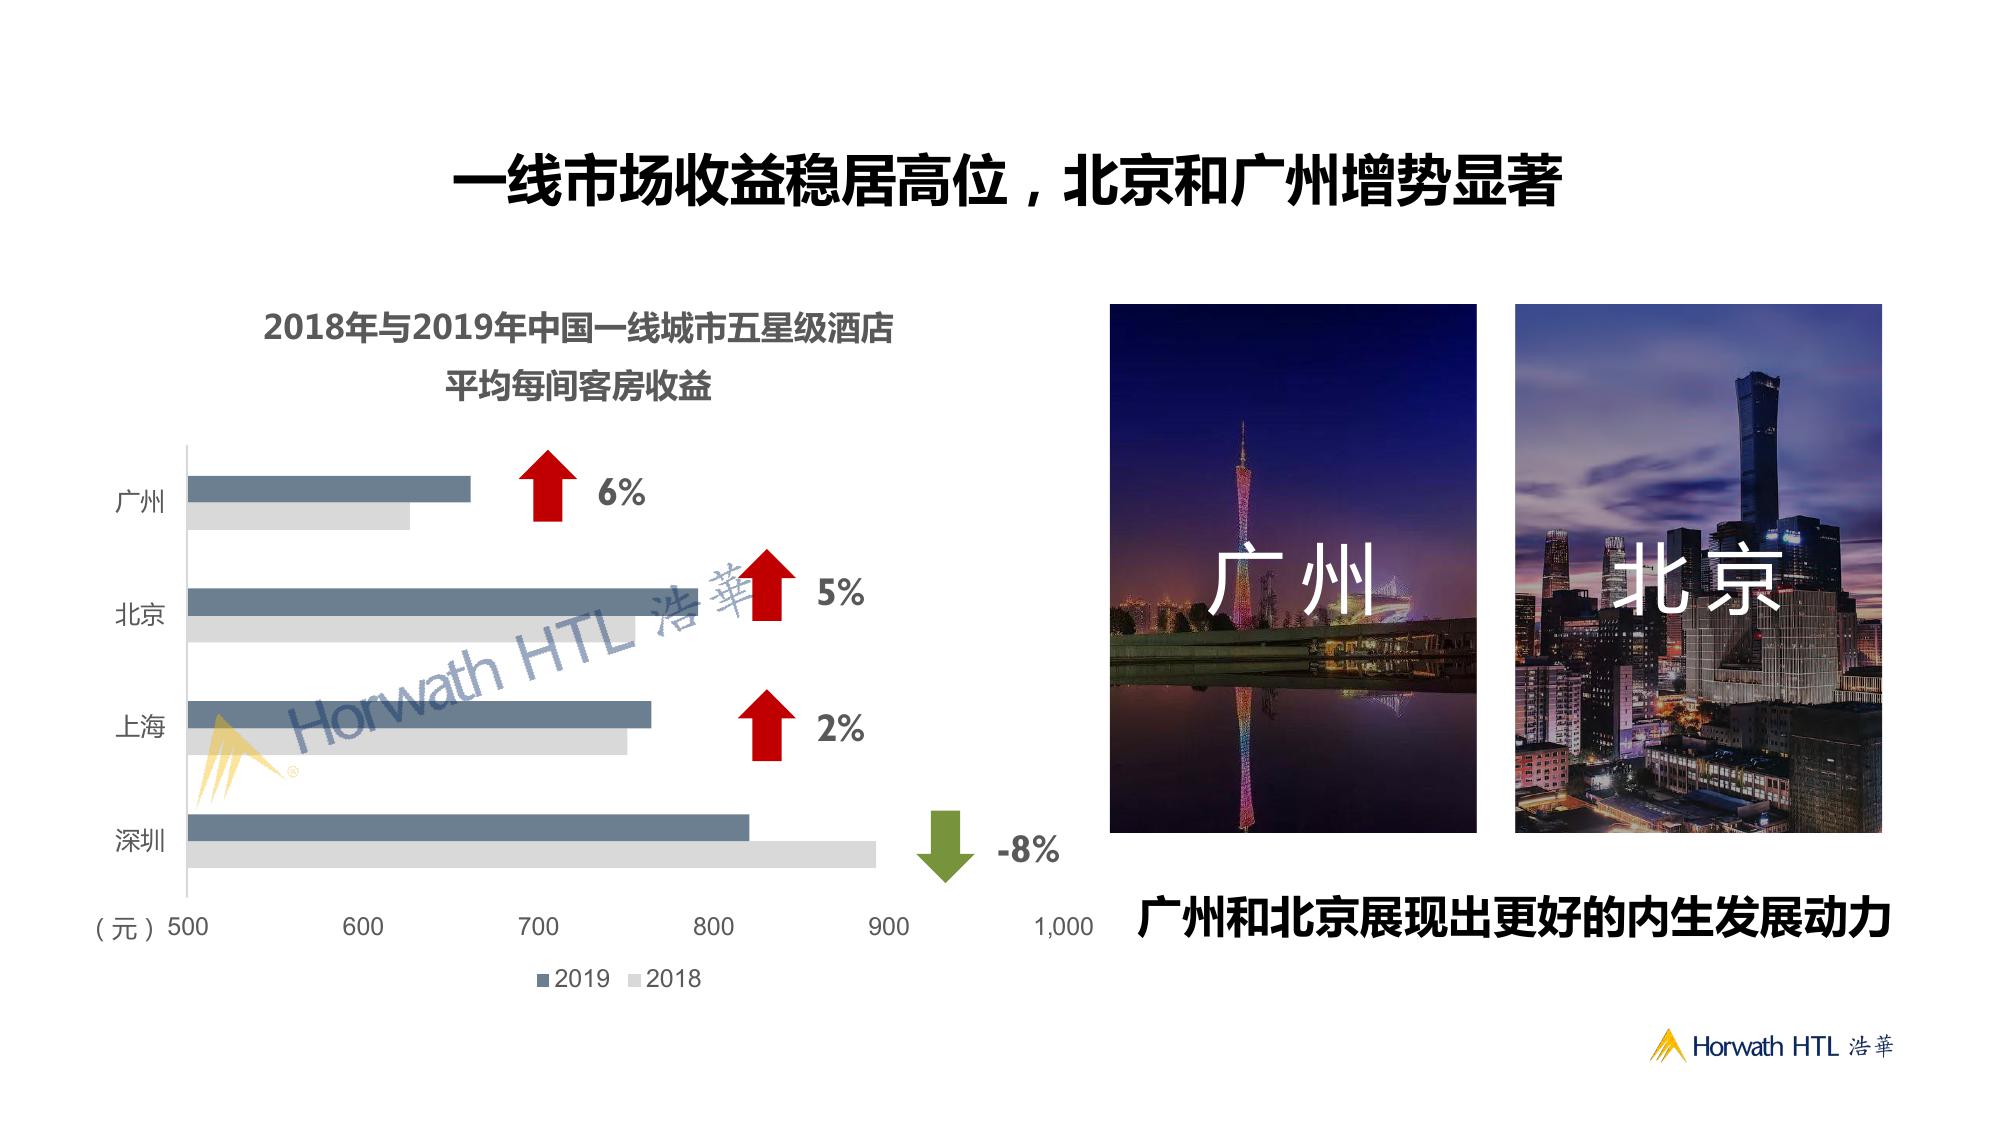 一线市场收益稳居高位，北京和广州增势显著
2018年与2019年中国一线城市五星级酒店
平均每间客房收益
广州
6%
北京
5%
上海
2%
深圳
-8%
（元）500 600 700 800 900 1,000
2019 2018
Horwath HTL 浩華
®
广州
北京
广州和北京展现出更好的内生发展动力
Horwath HTL 浩華